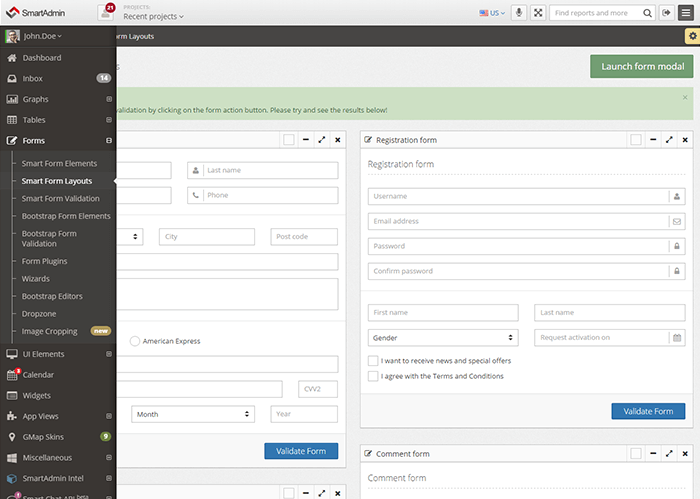 SmartAdmin
21
PROJECTS:
Recent projects
US
Find reports and more
John.Doe
Dashboard
Inbox
14
Graphs
Tables
Forms
Smart Form Elements
Smart Form Layouts
Smart Form Validation
Bootstrap Form Elements
Bootstrap Form
Validation
Form Plugins
Wizards
Bootstrap Editors
Dropzone
Image Cropping
new
UI Elements
Calendar
Widgets
App Views
GMap Skins
9
Miscellaneous
SmartAdmin Intel
Smart Chat API beta
rm Layouts
s
Launch form modal
validation by clicking on the form action button. Please try and see the results below!
×
Last name
Phone
City
Post code
American Express
CVV2
Month
Year
Validate Form
Registration form
Registration form
Username
Email address
Password
Confirm password
First name
Last name
Gender
Request activation on
I want to receive news and special offers
I agree with the Terms and Conditions
Validate Form
Comment form
Comment form